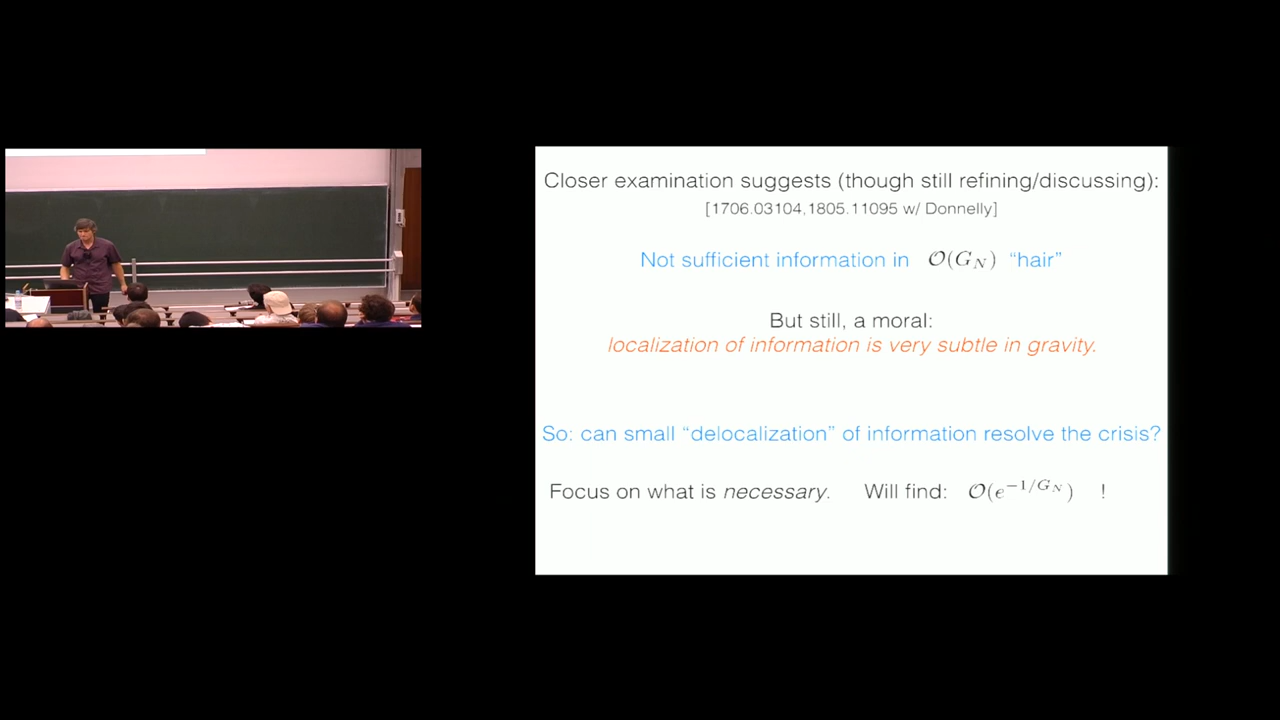 Closer examination suggests (though still refining/discussing):
[1706.03104,1805.11095 w/ Donnelly]
Not sufficient information in 𝒪(G_N) “hair”
But still, a moral:
localization of information is very subtle in gravity.
So: can small “delocalization” of information resolve the crisis?
Focus on what is necessary. Will find: 𝒪(e^{-1/G_N}) !